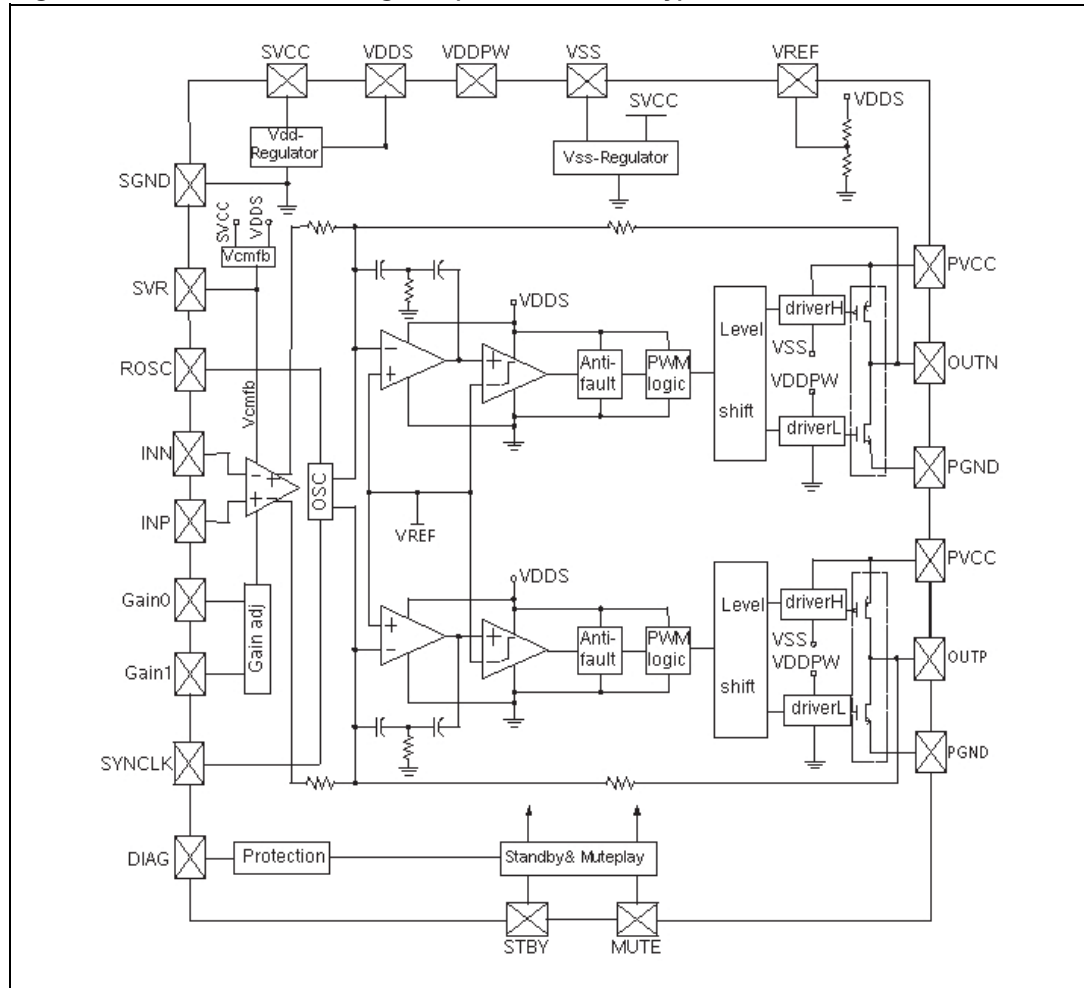 SVCC VDDS VDDPW VSS VREF
SVCC
VDDS
Vdd-
Regulator
Vss-Regulator
SGND
SVCC
VDDS
Vcmfb
SVR
PVCC
VDDS
driverH
Level
shift
VSS
ROSC
OUTN
Anti-
fault
PWM
logic
VDDPW
Vcmfb
driverL
INN
PGND
OSC
INP
VREF
PVCC
VDDS
Gain0
Gain adj
Level
shift
driverH
Anti-
fault
PWM
logic
VSS
VDDPW
OUTP
Gain1
driverL
SYNCLK
PGND
DIAG
Protection
Standby& Muteplay
STBY MUTE